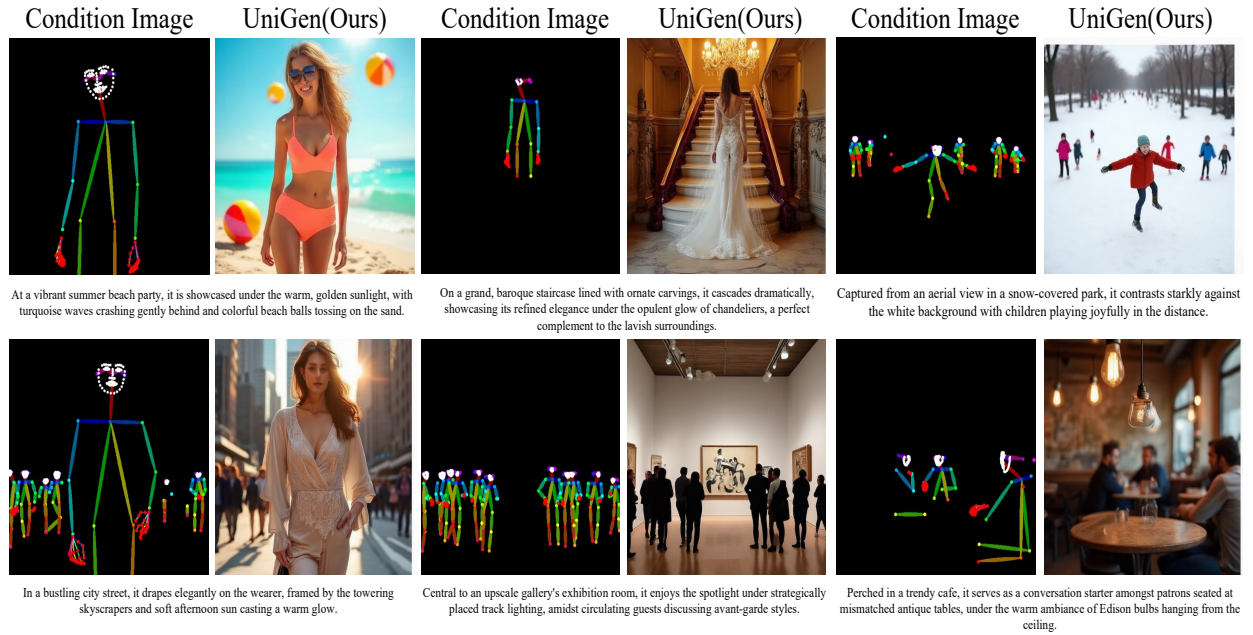 Condition Image UniGen(Ours) Condition Image UniGen(Ours) Condition Image UniGen(Ours)
At a vibrant summer beach party, it is showcased under the warm, golden sunlight, with
turquoise waves crashing gently behind and colorful beach balls tossing on the sand.
On a grand, baroque staircase lined with ornate carvings, it cascades dramatically,
showcasing its refined elegance under the opulent glow of chandeliers, a perfect
complement to the lavish surroundings.
Captured from an aerial view in a snow-covered park, it contrasts starkly against
the white background with children playing joyfully in the distance.
In a bustling city street, it drapes elegantly on the wearer, framed by the towering
skyscrapers and soft afternoon sun casting a warm glow.
Central to an upscale gallery's exhibition room, it enjoys the spotlight under strategically
placed track lighting, amidst circulating guests discussing avant-garde styles.
Perched in a trendy cafe, it serves as a conversation starter amongst patrons seated at
mismatched antique tables, under the warm ambiance of Edison bulbs hanging from the
ceiling.